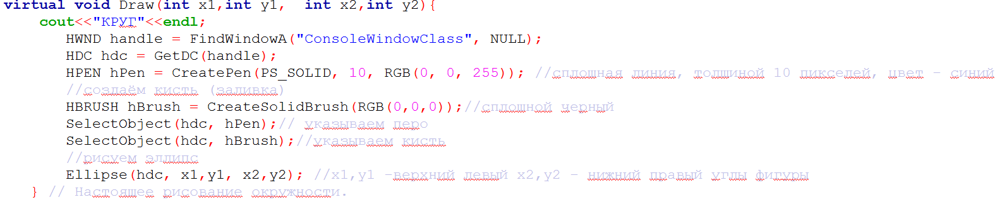 virtual void Draw(int x1,int y1,  int x2,int y2){
cout<<"КРУГ"<<endl;
HWND handle = FindWindowA("ConsoleWindowClass", NULL);
HDC hdc = GetDC(handle);
HPEN hPen = CreatePen(PS_SOLID, 10, RGB(0, 0, 255)); //сплошная линия, толщиной 10 пикселей, цвет – синий
//создаём кисть (заливка)
HBRUSH hBrush = CreateSolidBrush(RGB(0,0,0));//сплошной черный
SelectObject(hdc, hPen);// указываем перо
SelectObject(hdc, hBrush);//указываем кисть
//рисуем эллипс
Ellipse(hdc, x1,y1, x2,y2); //x1,y1 –верхний левый x2,y2 – нижний правый углы фигуры
} // Настоящее рисование окружности.